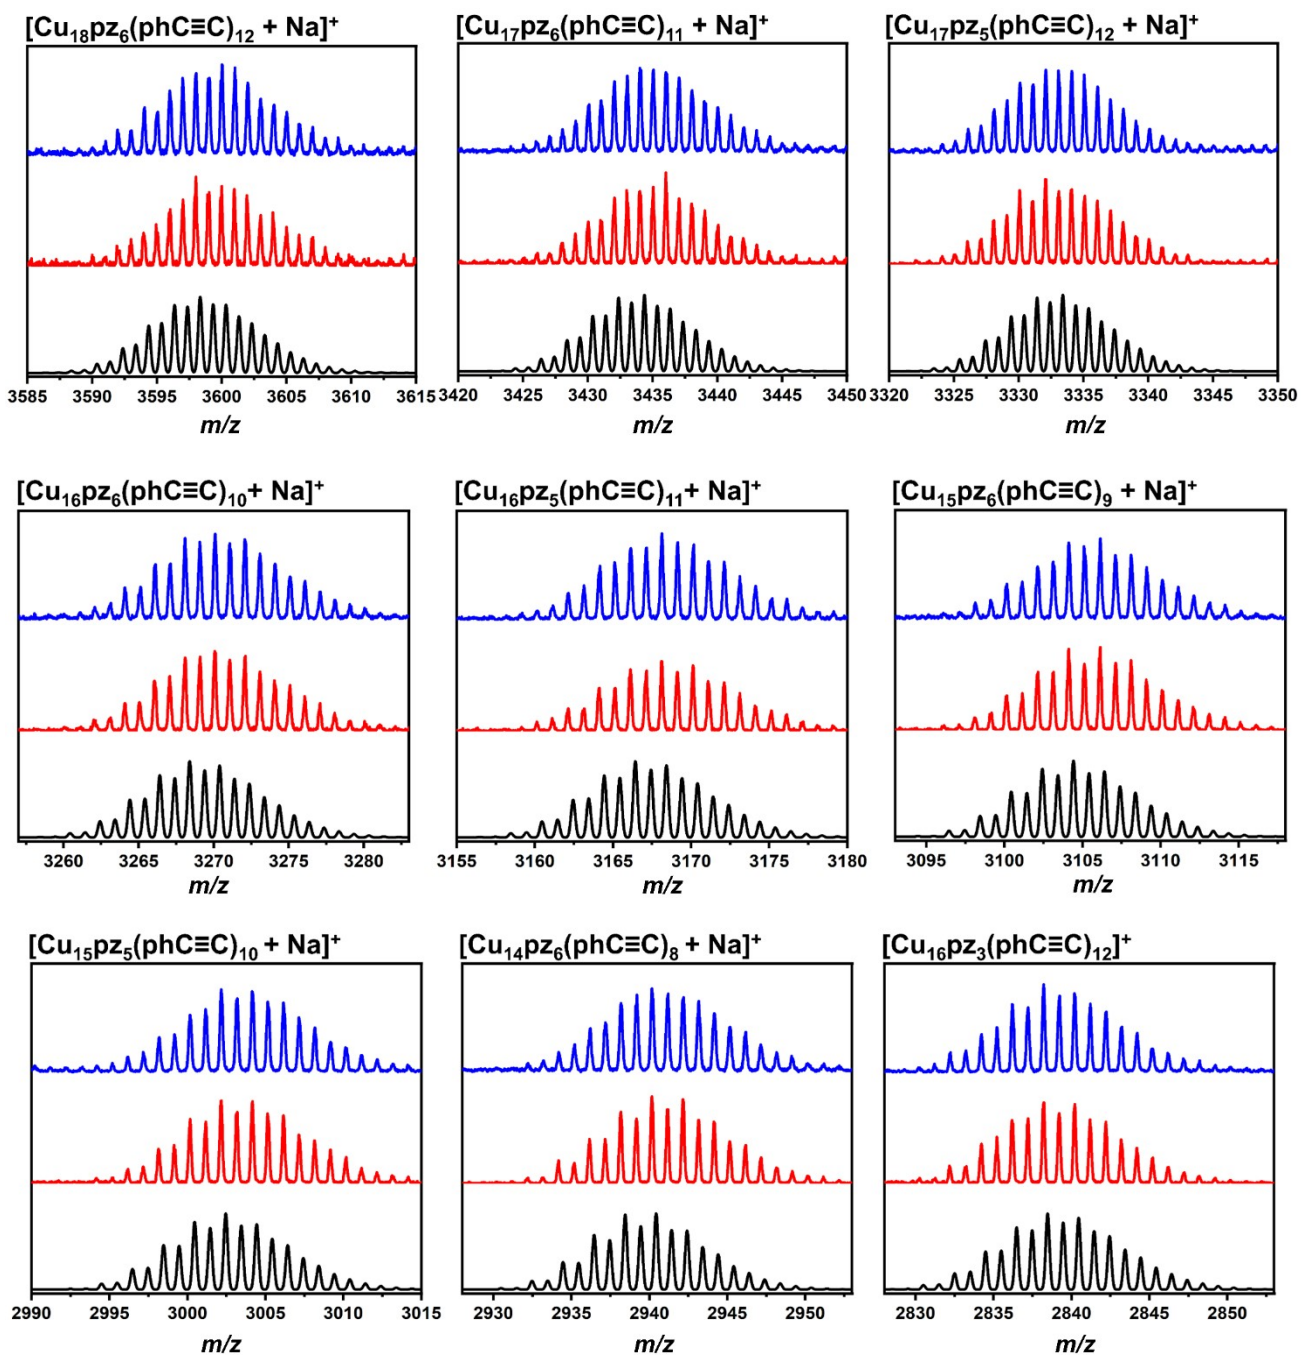 [Cu₁₈pz₆(phC≡C)₁₂ + Na]⁺ [Cu₁₇pz₆(phC≡C)₁₁ + Na]⁺ [Cu₁₇pz₅(phC≡C)₁₂ + Na]⁺
3585 3590 3595 3600 3605 3610 3615 3420 3430 3440 3450 3320 3325 3330 3335 3340 3345 3350
m/z m/z m/z
[Cu₁₆pz₆(phC≡C)₁₀+ Na]⁺ [Cu₁₆pz₅(phC≡C)₁₁+ Na]⁺ [Cu₁₅pz₆(phC≡C)₉ + Na]⁺
3260 3265 3270 3275 3280 3155 3160 3165 3170 3175 3180 3095 3100 3105 3110 3115
m/z m/z m/z
[Cu₁₅pz₅(phC≡C)₁₀ + Na]⁺ [Cu₁₄pz₆(phC≡C)₈ + Na]⁺ [Cu₁₆pz₃(phC≡C)₁₂]⁺
2990 2995 3000 3005 3010 3015 2930 2935 2940 2945 2950 2830 2835 2840 2845 2850
m/z m/z m/z